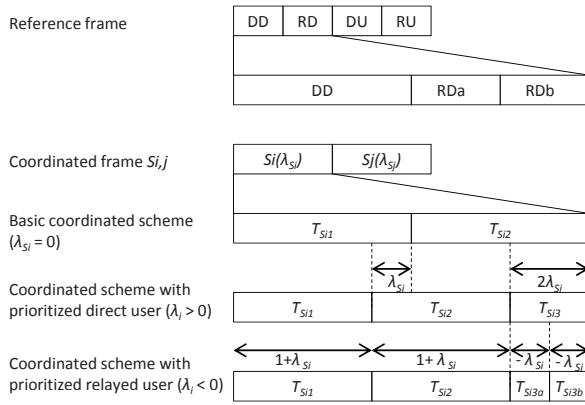 Reference frame
DD RD DU RU
DD RDa RDb
Coordinated frame Si,j
Si(λSi) Sj(λSj)
Basic coordinated scheme
(λSi = 0)
TSi1 TSi2
λSi 2λSi
Coordinated scheme with
prioritized direct user (λi > 0)
TSi1 TSi2 TSi3
1+λSi 1+ λSi - λSi - λSi
Coordinated scheme with
prioritized relayed user (λi < 0)
TSi1 TSi2 TSi3a TSi3b